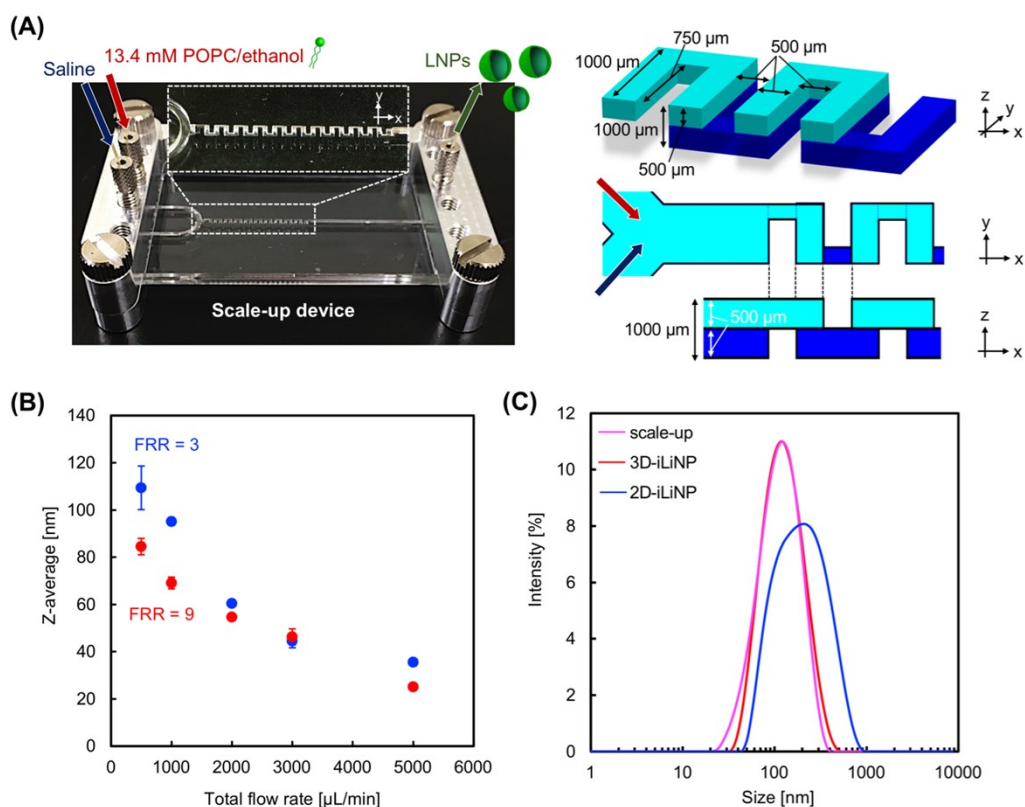 (A)
13.4 mM POPC/ethanol
Saline
LNPs
y
x
Scale-up device
1000 µm
750 µm
500 µm
1000 µm
500 µm
z
y
x
y
x
1000 µm
500 µm
z
x
(B)
Z-average [nm]
140
120
100
80
60
40
20
0
FRR = 3
FRR = 9
0 1000 2000 3000 4000 5000 6000
Total flow rate [µL/min]
(C)
Intensity [%]
12
10
8
6
4
2
0
scale-up
3D-iLiNP
2D-iLiNP
1 10 100 1000 10000
Size [nm]